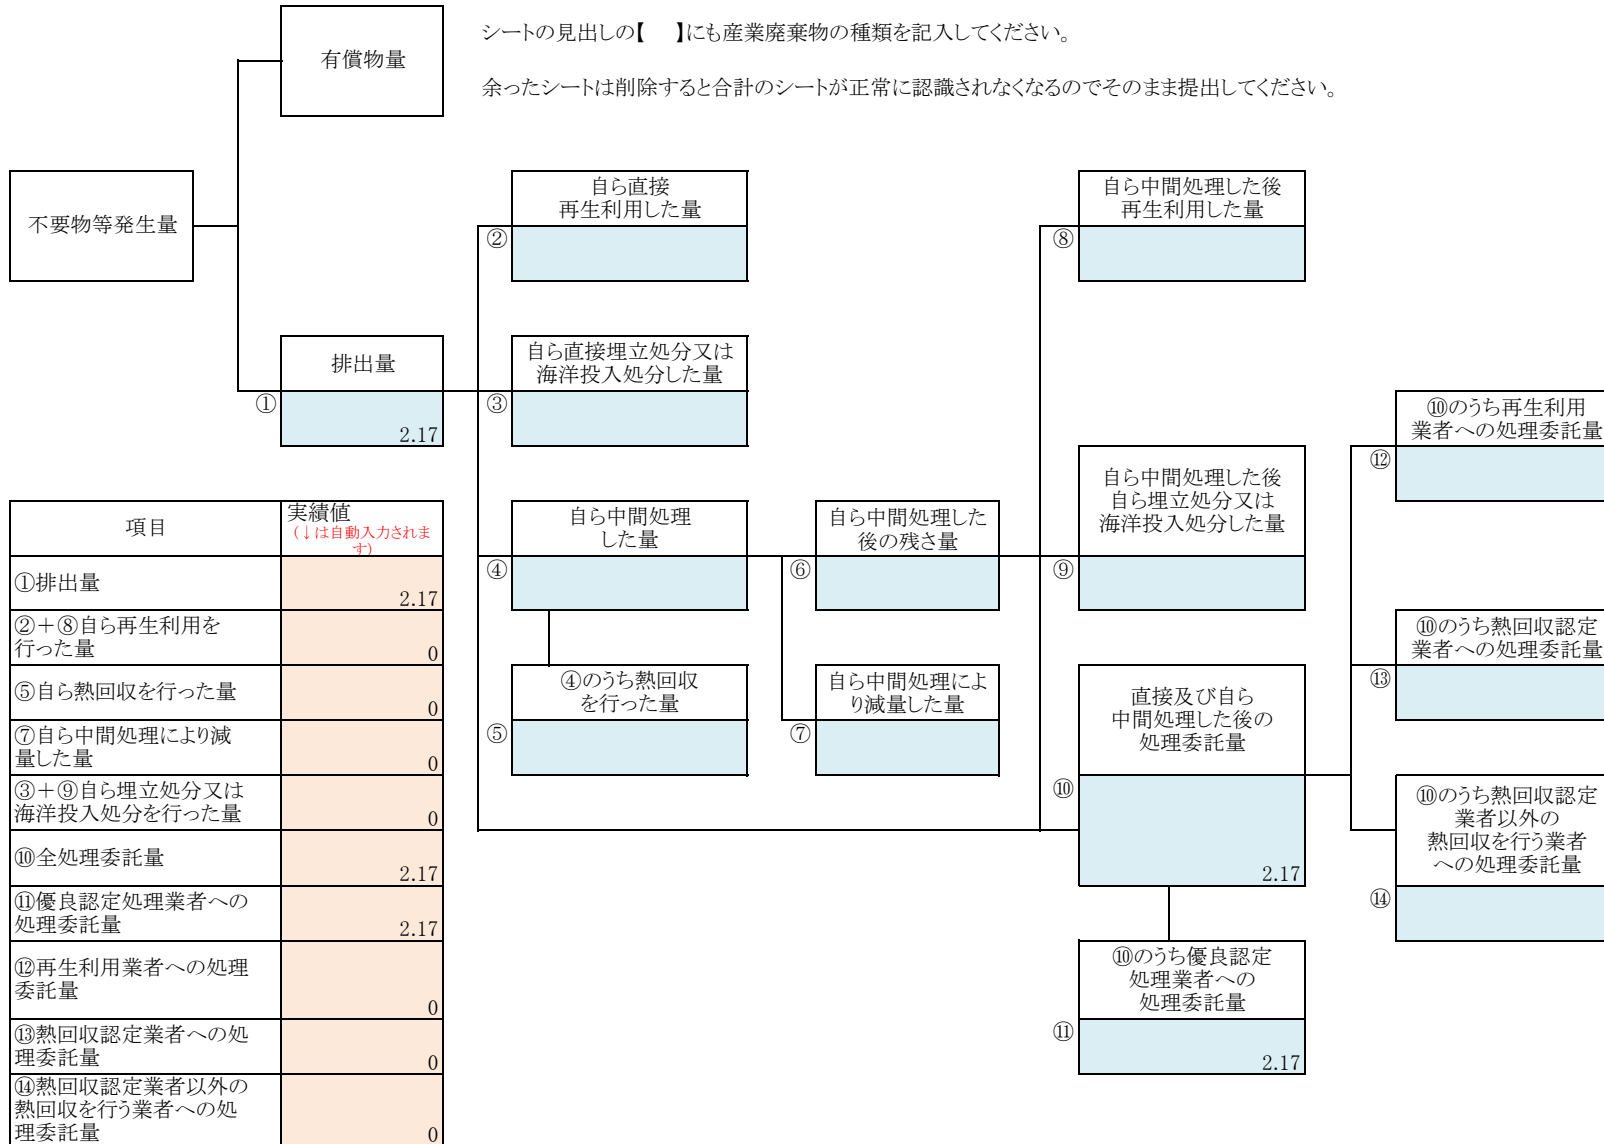 シートの見出しの【　】にも産業廃棄物の種類を記入してください。
余ったシートは削除すると合計のシートが正常に認識されなくなるのでそのまま提出してください。
有償物量
不要物等発生量
自ら直接
再生利用した量
②
自ら中間処理した後
再生利用した量
⑧
排出量
①
2.17
自ら直接埋立処分又は
海洋投入処分した量
③
⑩のうち再生利用
業者への処理委託量
⑫
自ら中間処理
した量
④
自ら中間処理した
後の残さ量
⑥
自ら中間処理した後
自ら埋立処分又は
海洋投入処分した量
⑨
⑩のうち熱回収認定
業者への処理委託量
⑬
④のうち熱回収
を行った量
⑤
自ら中間処理によ
り減量した量
⑦
直接及び自ら
中間処理した後の
処理委託量
⑩
2.17
⑩のうち熱回収認定
業者以外の
熱回収を行う業者
への処理委託量
⑭
⑩のうち優良認定
処理業者への
処理委託量
⑪
2.17
項目
実績値
(↓は自動入力されま
す)
①排出量
2.17
②＋⑧自ら再生利用を
行った量
0
⑤自ら熱回収を行った量
0
⑦自ら中間処理により減
量した量
0
③＋⑨自ら埋立処分又は
海洋投入処分を行った量
0
⑩全処理委託量
2.17
⑪優良認定処理業者への
処理委託量
2.17
⑫再生利用業者への処理
委託量
0
⑬熱回収認定業者への処
理委託量
0
⑭熱回収認定業者以外の
熱回収を行う業者への処
理委託量
0